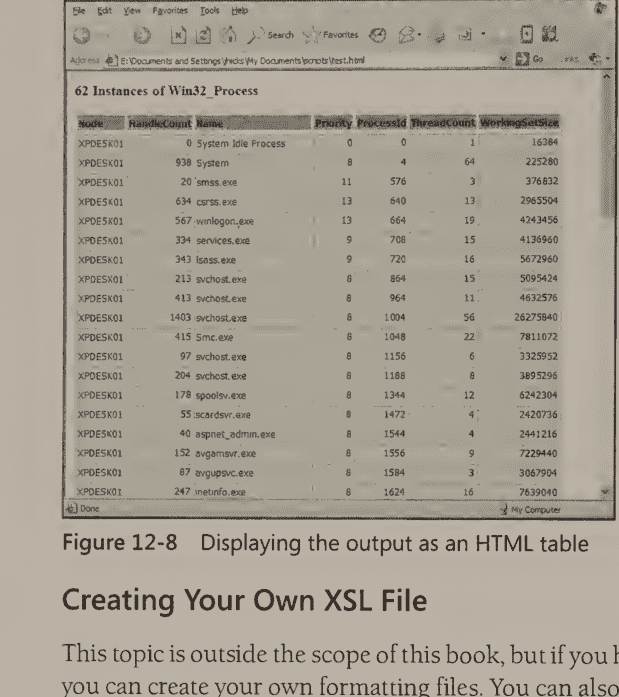 File Edit View Favorites Tools Help
Search Favorites
Address E:\Documents and Settings\jhicks\My Documents\scripts\test.html Go
62 Instances of Win32_Process
Node HandleCount Name Priority ProcessId ThreadCount WorkingSetSize
XPDESK01 0 System Idle Process 0 0 1 16384
XPDESK01 938 System 8 4 64 225280
XPDESK01 20 smss.exe 11 576 3 376832
XPDESK01 634 csrss.exe 13 640 13 2965504
XPDESK01 567 winlogon.exe 13 664 19 4243456
XPDESK01 334 services.exe 9 708 15 4136960
XPDESK01 343 lsass.exe 9 720 16 5672960
XPDESK01 213 svchost.exe 8 864 15 5095424
XPDESK01 413 svchost.exe 8 964 11 4632576
XPDESK01 1403 svchost.exe 8 1004 56 26275840
XPDESK01 415 Smc.exe 8 1048 22 7811072
XPDESK01 97 svchost.exe 8 1156 6 3325952
XPDESK01 204 svchost.exe 8 1188 8 3895296
XPDESK01 178 spoolsv.exe 8 1344 12 6242304
XPDESK01 55 scardsvr.exe 8 1472 4 2420736
XPDESK01 40 aspnet_admin.exe 8 1544 4 2441216
XPDESK01 152 avgamsvr.exe 8 1556 9 7229440
XPDESK01 87 avgupsvc.exe 8 1584 3 3067904
XPDESK01 247 inetinfo.exe 8 1624 16 7639040
Done My Computer
Figure 12-8 Displaying the output as an HTML table
Creating Your Own XSL File
This topic is outside the scope of this book, but if you
you can create your own formatting files. You can also